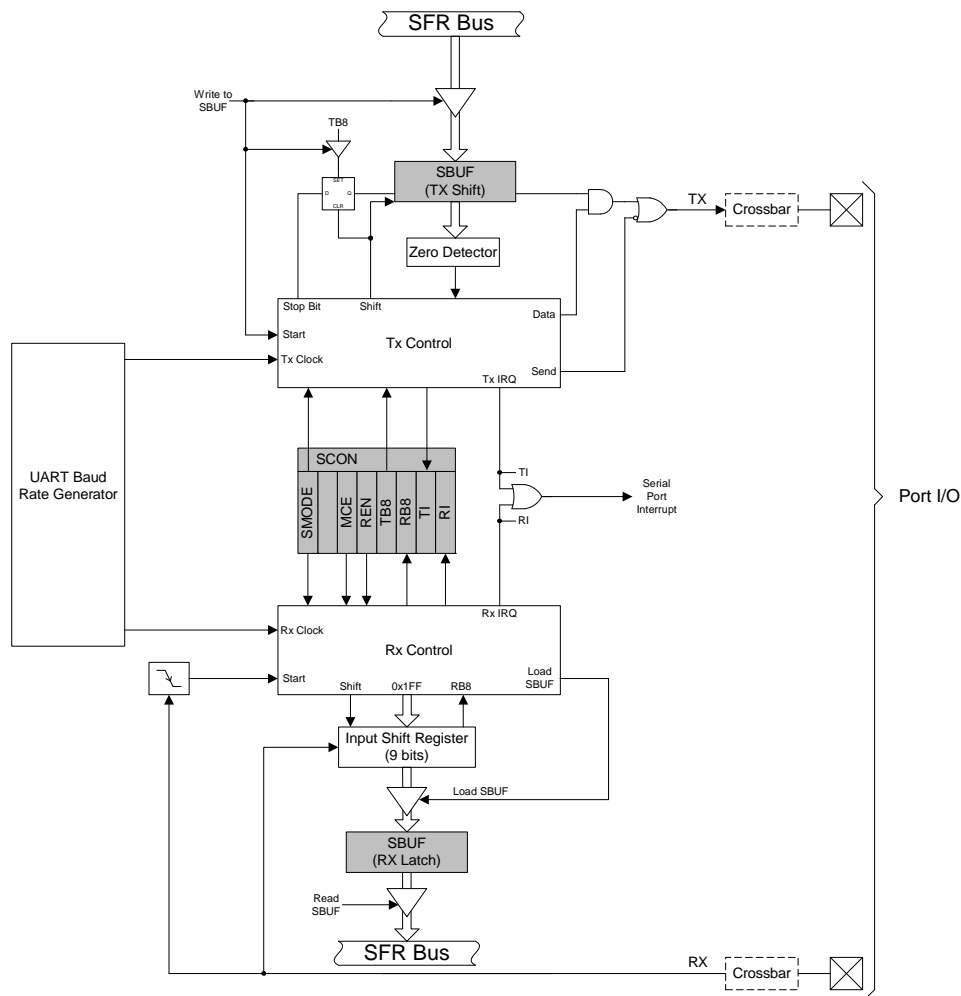 SFR Bus
Write to
SBUF
TB8
SET
D
Q
CLR
SBUF
(TX Shift)
TX
Crossbar
Zero Detector
Stop Bit
Shift
Data
Start
Tx Control
Tx Clock
Send
Tx IRQ
UART Baud
Rate Generator
SCON
SMODE
MCE
REN
TB8
RB8
TI
RI
TI
RI
Serial
Port
Interrupt
Port I/O
Rx IRQ
Rx Clock
Rx Control
Start
Load
SBUF
Shift
0x1FF
RB8
Input Shift Register
(9 bits)
Load SBUF
SBUF
(RX Latch)
Read
SBUF
SFR Bus
RX
Crossbar